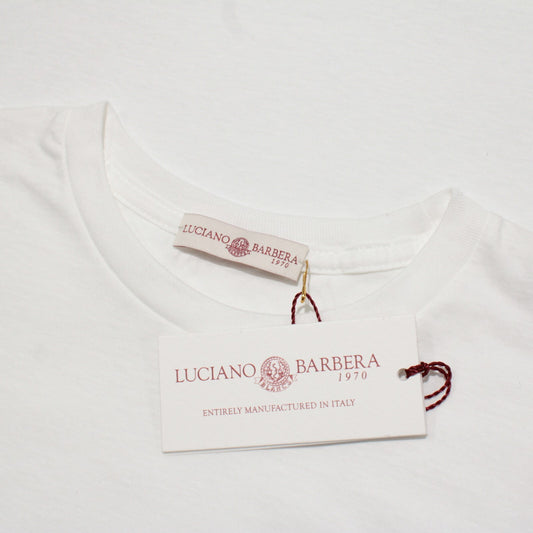 LUCIANO BARBERA
1970
LUCIANO BARBERA
1970
ENTIRELY MANUFACTURED IN ITALY